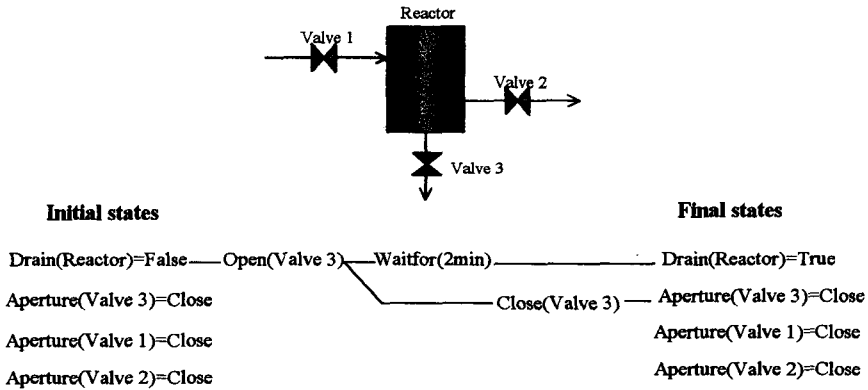 Reactor
Valve 1
Valve 2
Valve 3
Initial states
Final states
Drain(Reactor)=False Open(Valve 3) Waitfor(2min) Drain(Reactor)=True
Aperture(Valve 3)=Close Close(Valve 3) Aperture(Valve 3)=Close
Aperture(Valve 1)=Close Aperture(Valve 1)=Close
Aperture(Valve 2)=Close Aperture(Valve 2)=Close